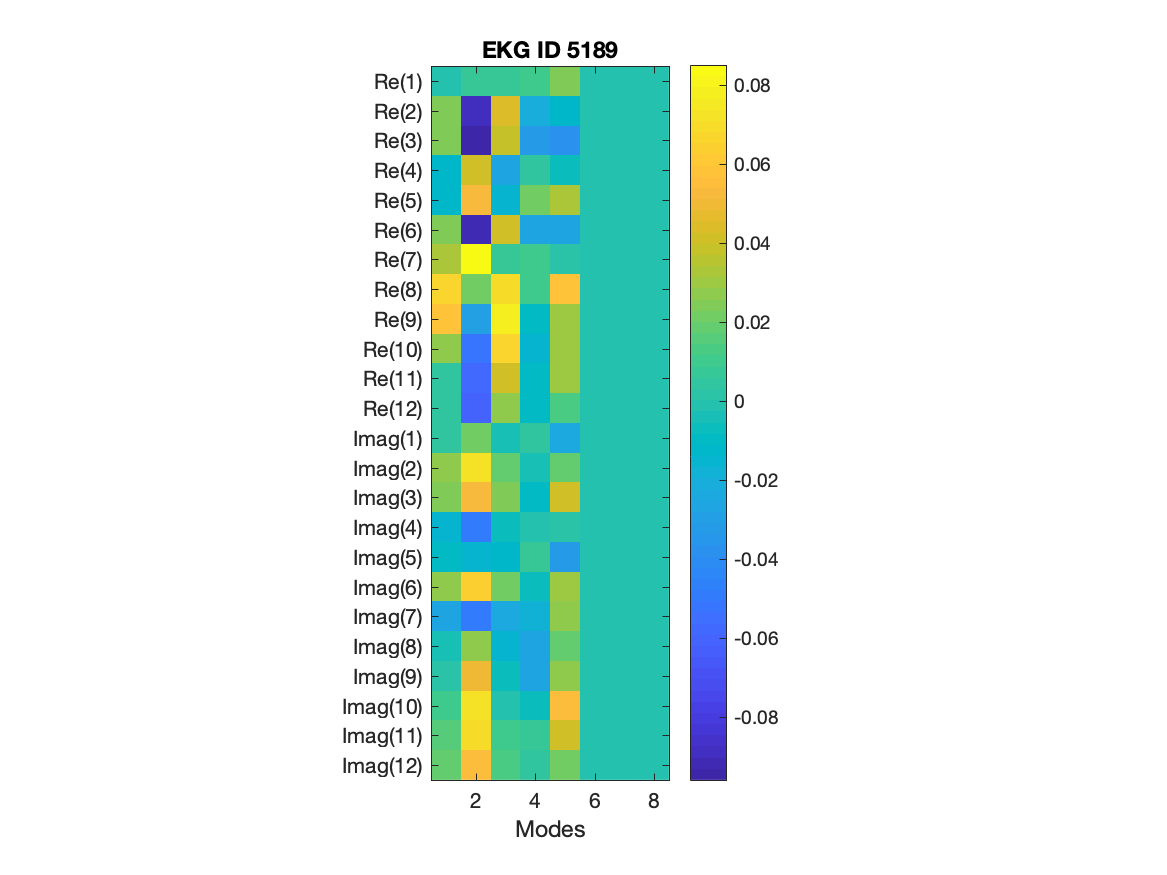 EKG ID 5189
Re(1)
Re(2)
Re(3)
Re(4)
Re(5)
Re(6)
Re(7)
Re(8)
Re(9)
Re(10)
Re(11)
Re(12)
Imag(1)
Imag(2)
Imag(3)
Imag(4)
Imag(5)
Imag(6)
Imag(7)
Imag(8)
Imag(9)
Imag(10)
Imag(11)
Imag(12)
2 4 6 8
Modes
0.08
0.06
0.04
0.02
0
-0.02
-0.04
-0.06
-0.08